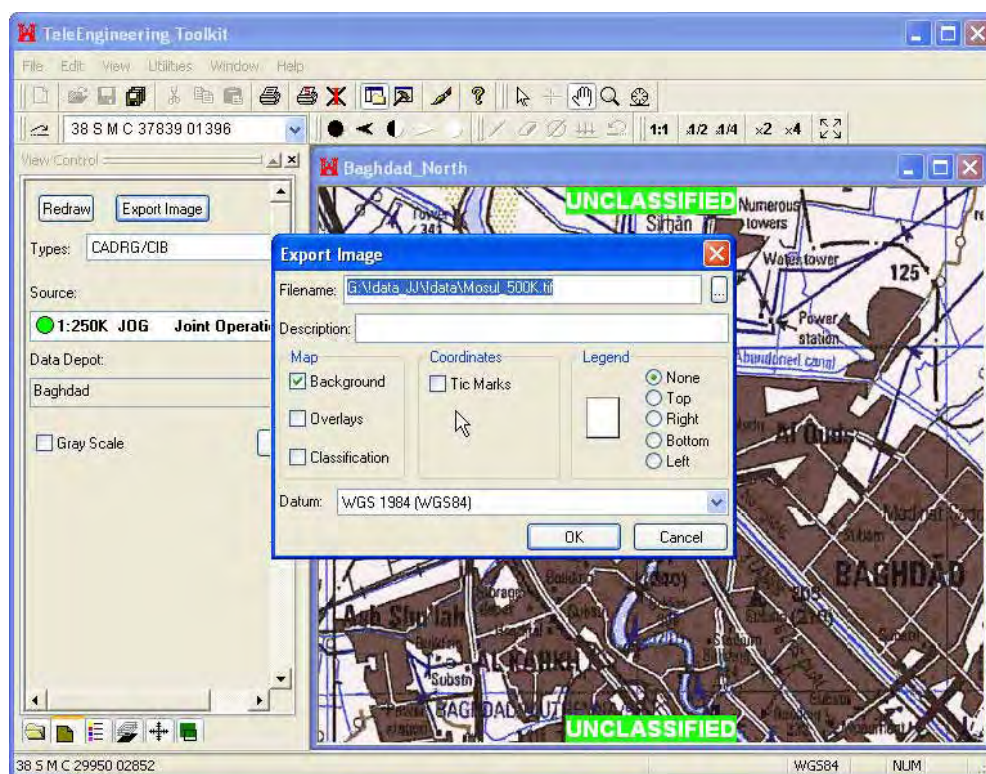 TeleEngineering Toolkit
File Edit View Utilities Window Help
38 S M C 37839 01396
1:1 1/2 1/4 x2 x4
View Control
Redraw Export Image
Types: CADRG/CIB
Source:
1:250K JOG Joint Operati
Data Depot:
Baghdad
Gray Scale
Baghdad_North
UNCLASSIFIED
Numerous
towers
341
Sirhān
Water tower
125
Power
station
Abandoned canal
Export Image
Filename: G:\!data_JJ\!data\Mosul_500K.tif
...
Description:
Map
Background
Overlays
Classification
Coordinates
Tic Marks
Legend
None
Top
Right
Bottom
Left
Datum: WGS 1984 (WGS84)
OK Cancel
Al Quds
BAGHDĀD
Substn
AL KARKH
Substn
UNCLASSIFIED
38 S M C 29950 02852
WGS84 NUM